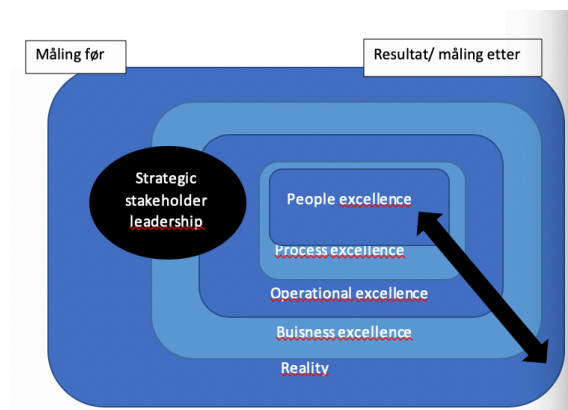 Måling før
Resultat/ måling etter
Strategic
stakeholder
leadership
People excellence
Process excellence
Operational excellence
Buisness excellence
Reality